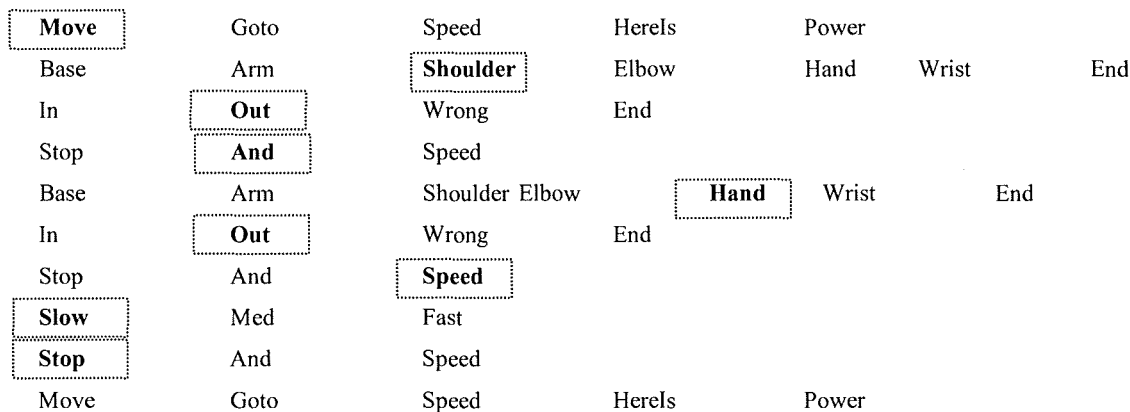 Move Goto Speed HereIs Power
Base Arm Shoulder Elbow Hand Wrist End
In Out Wrong End
Stop And Speed
Base Arm Shoulder Elbow Hand Wrist End
In Out Wrong End
Stop And Speed
Slow Med Fast
Stop And Speed
Move Goto Speed HereIs Power